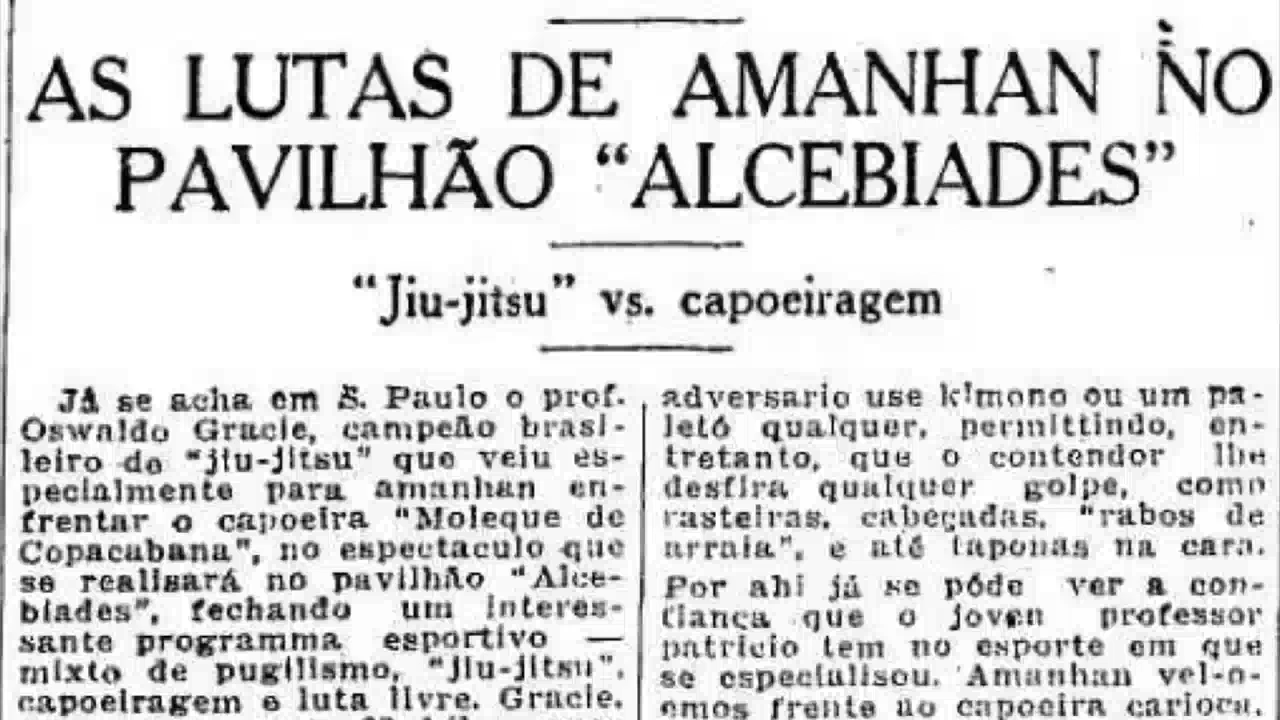 AS LUTAS DE AMANHAN NO
PAVILHÃO "ALCEBIADES"
"Jiu-jitsu" vs. capoeiragem
Já se acha em S. Paulo o prof.
Oswaldo Gracie, campeão brasi-
leiro de "jiu-jitsu" que veiu es-
pecialmente para amanhan en-
frentar o capoeira "Moleque de
Copacabana", no espectaculo que
se realisará no pavilhão "Alce-
biades", fechando um interes-
sante programma esportivo —
mixto de pugilismo, "jiu-jitsu",
capoeiragem e luta livre. Gracie,
adversario use kimono ou um pa-
letó qualquer, permittindo, en-
tretanto, que o contendor lhe
desfira qualquer golpe, como
rasteiras, cabeçadas, "rabos de
arraia", e até taponas na cara.
Por ahi já se póde ver a con-
fiança que o joven professor
patricio tem no esporte em que
se especialisou. Amanhan vel-o-
emos frente ao capoeira carioca.